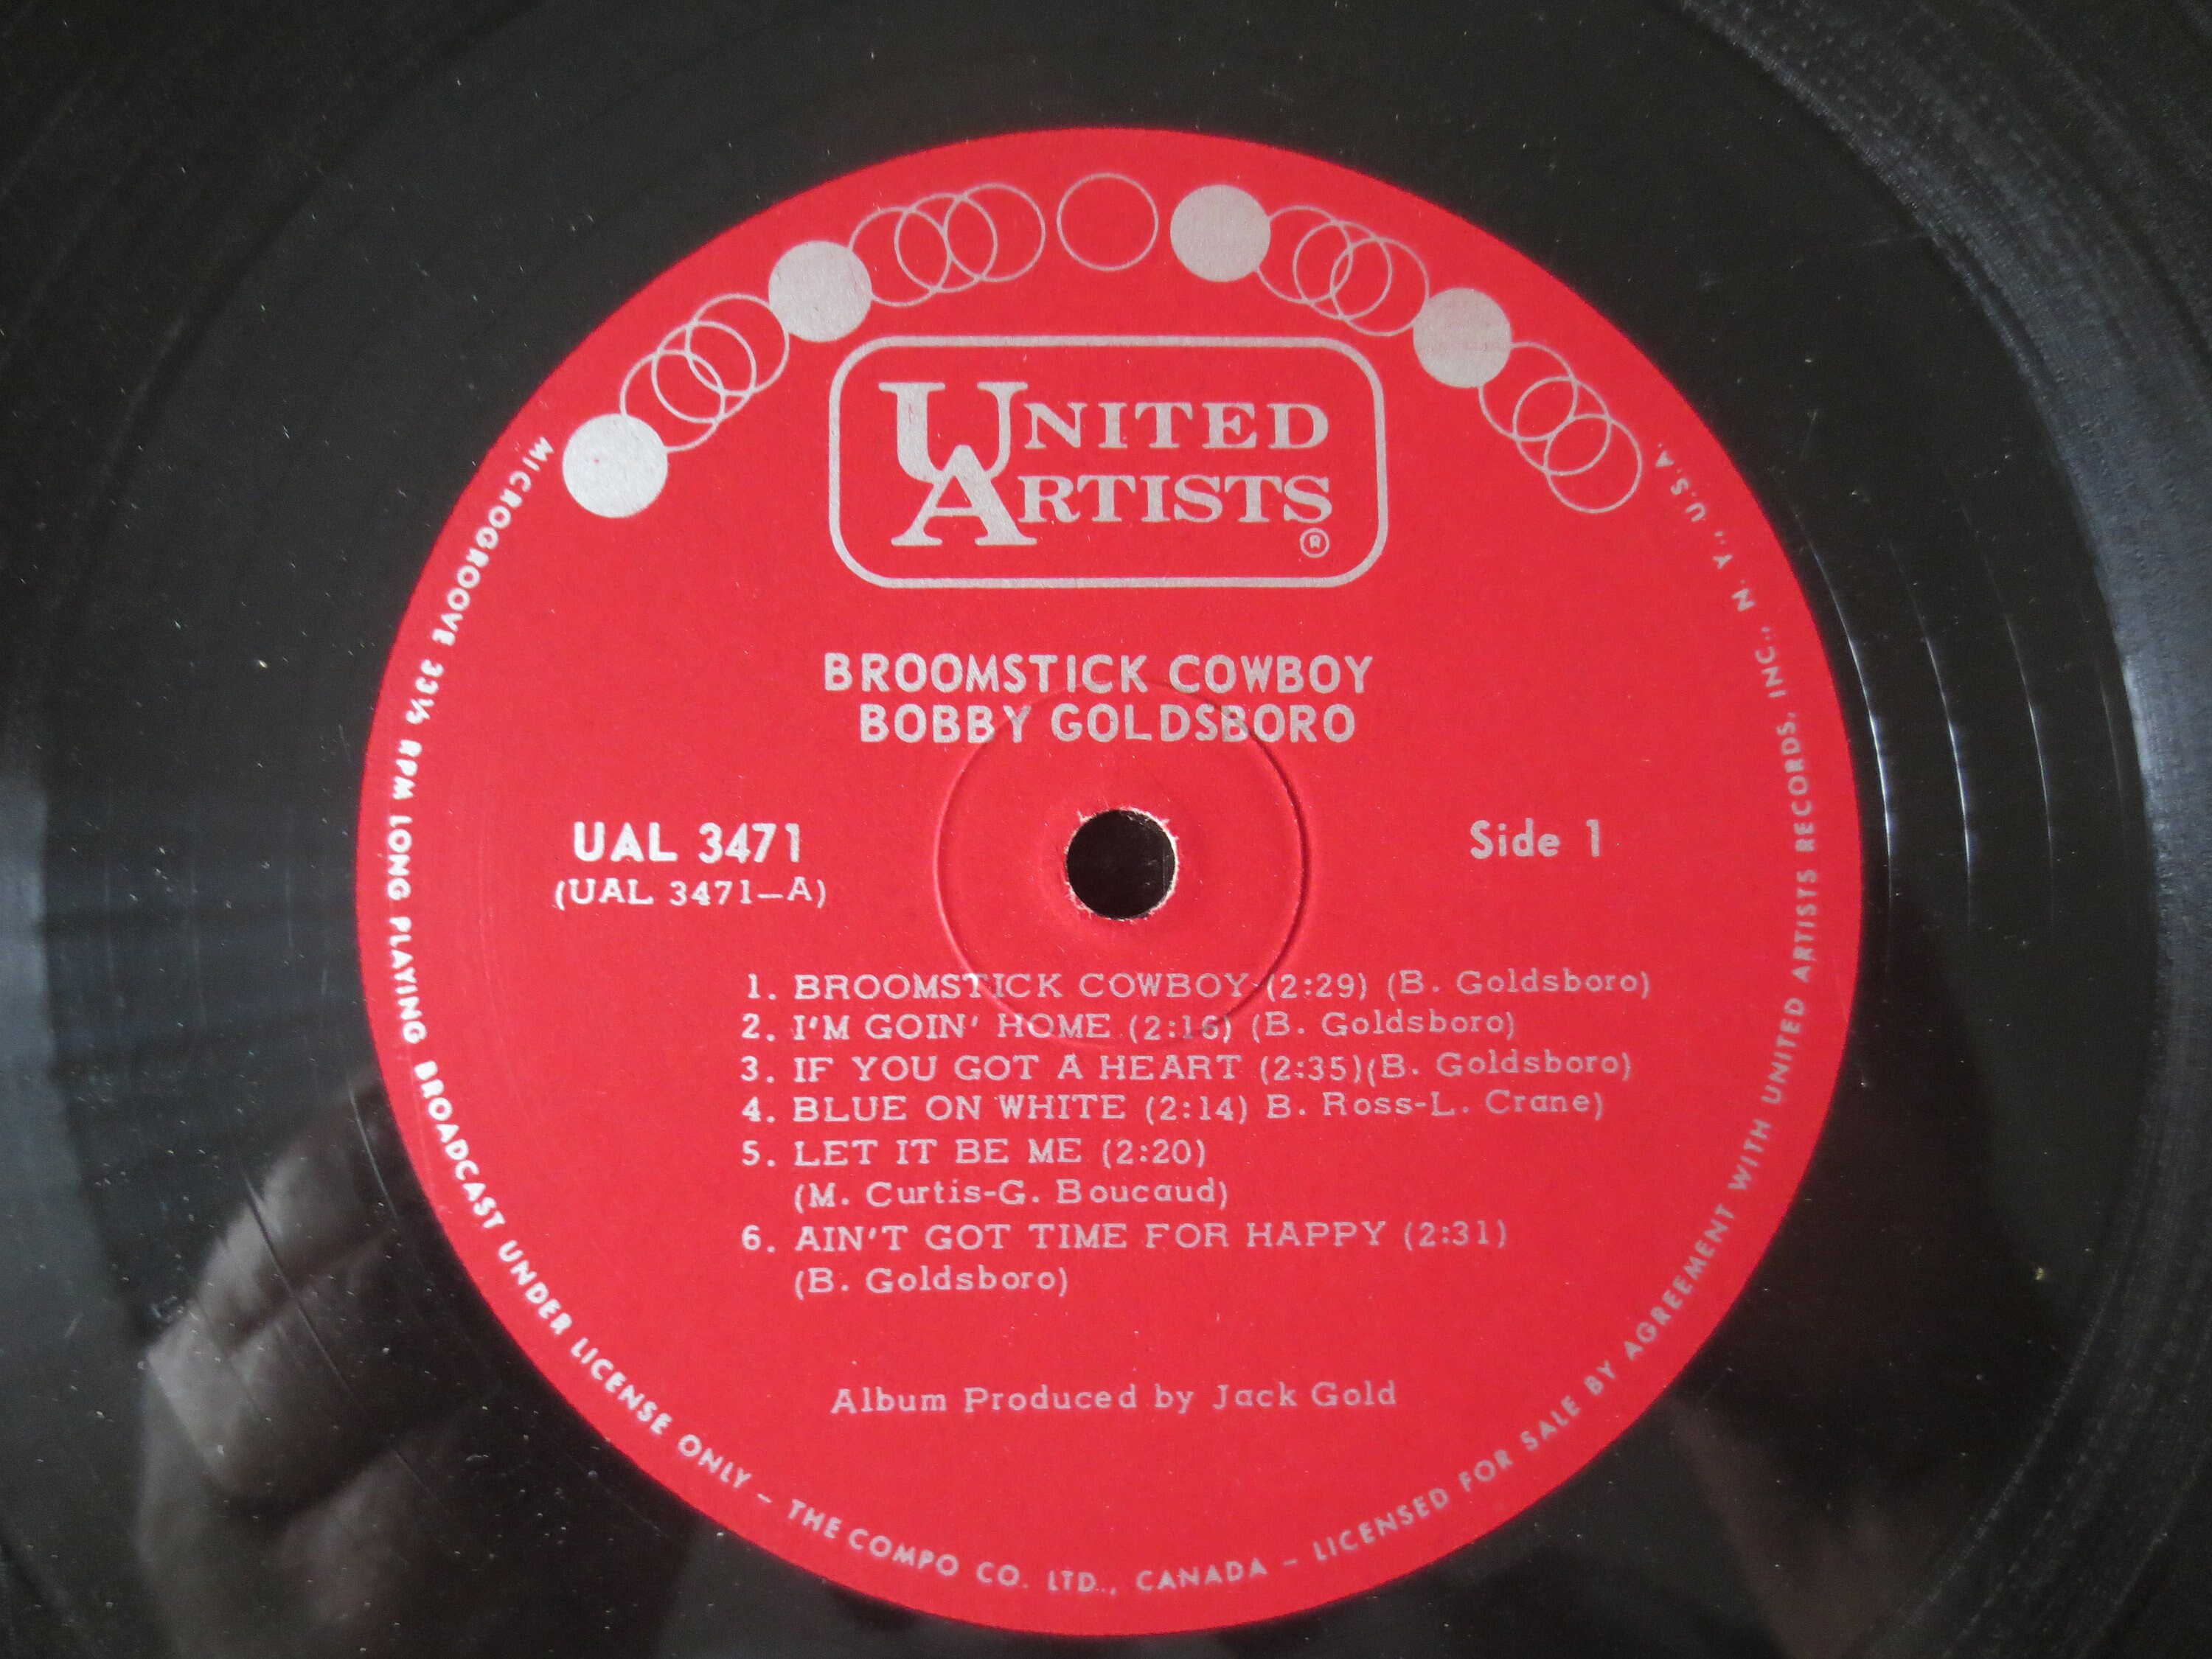 UNITED
ARTISTS
®
BROOMSTICK COWBOY
BOBBY GOLDSBORO
UAL 3471
(UAL 3471-A)
Side 1
1. BROOMSTICK COWBOY (2:29) (B. Goldsboro)
2. I'M GOIN' HOME (2:16) (B. Goldsboro)
3. IF YOU GOT A HEART (2:35)(B. Goldsboro)
4. BLUE ON WHITE (2:14) B. Ross-L. Crane)
5. LET IT BE ME (2:20)
(M. Curtis-G. Boucaud)
6. AIN'T GOT TIME FOR HAPPY (2:31)
(B. Goldsboro)
Album Produced by Jack Gold
MICROGROOVE 33⅓ RPM LONG PLAYING BROADCAST UNDER LICENSE ONLY – THE COMPO CO. LTD., CANADA – LICENSED FOR SALE BY AGREEMENT WITH UNITED ARTISTS RECORDS, INC., N. Y., U.S.A.